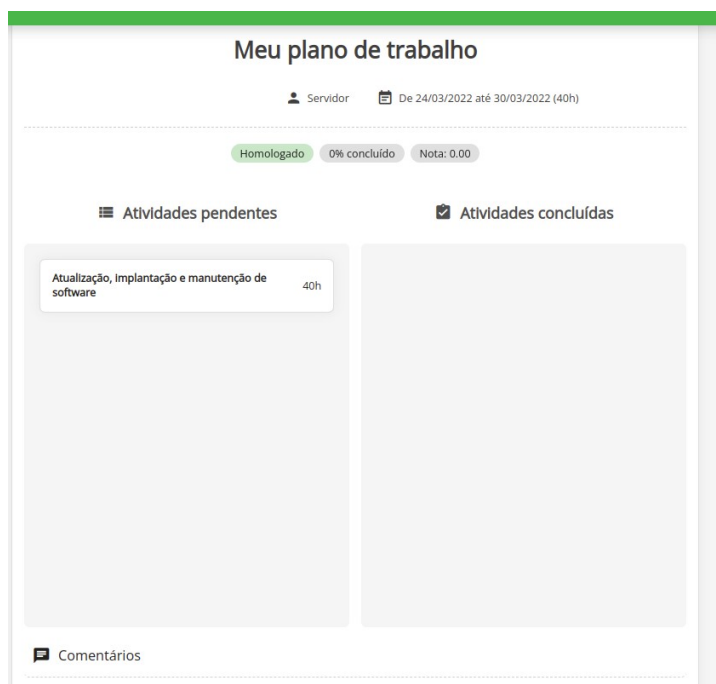 Meu plano de trabalho
Servidor De 24/03/2022 até 30/03/2022 (40h)
Homologado 0% concluído Nota: 0.00
Atividades pendentes
Atualização, implantação e manutenção de
software
40h
Atividades concluídas
Comentários